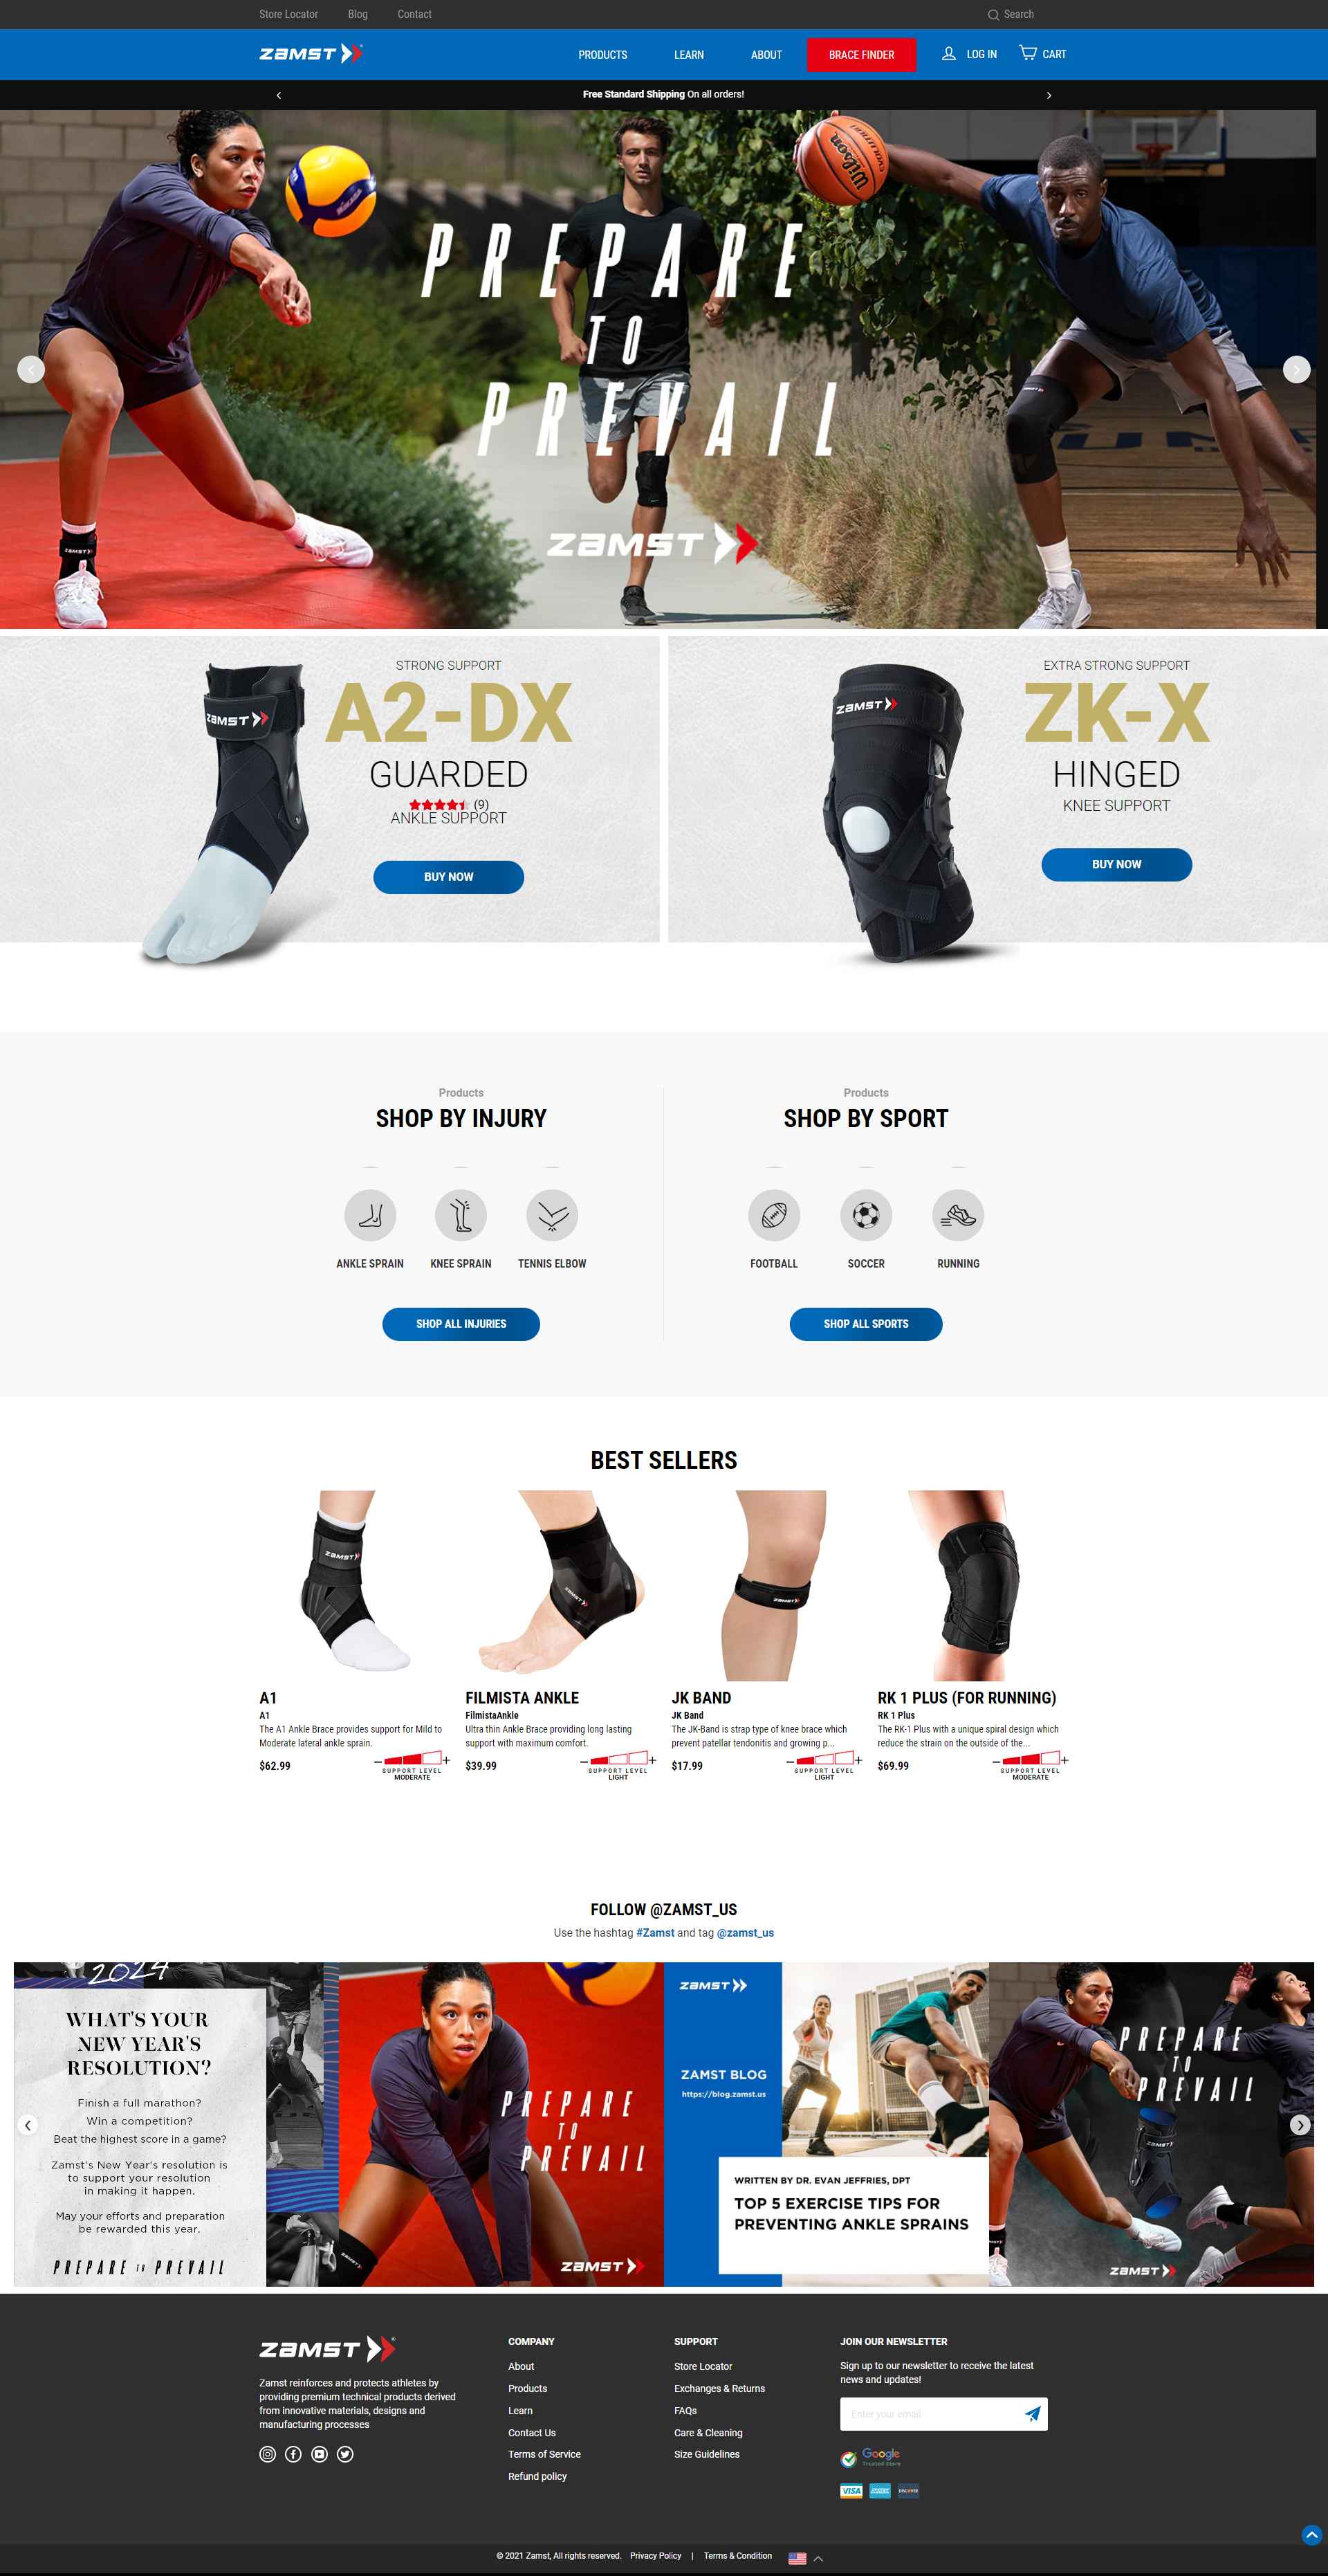 Store Locator Blog Contact Search
ZAMST PRODUCTS LEARN ABOUT BRACE FINDER LOG IN CART
Free Standard Shipping On all orders!
Wilson
EVOLUTION
MIKASA
PREPARE
TO
PREVAIL
ZAMST
ZAMST
STRONG SUPPORT
A2-DX
GUARDED
(9)
ANKLE SUPPORT
BUY NOW
ZAMST
EXTRA STRONG SUPPORT
ZK-X
HINGED
KNEE SUPPORT
BUY NOW
ZAMST
Products
SHOP BY INJURY
ANKLE SPRAIN KNEE SPRAIN TENNIS ELBOW
SHOP ALL INJURIES
Products
SHOP BY SPORT
FOOTBALL SOCCER RUNNING
SHOP ALL SPORTS
BEST SELLERS
ZAMST
ZAMST
ZAMST
A1
A1
The A1 Ankle Brace provides support for Mild to
Moderate lateral ankle sprain.
$62.99
SUPPORT LEVEL
MODERATE
FILMISTA ANKLE
FilmistaAnkle
Ultra thin Ankle Brace providing long lasting
support with maximum comfort.
$39.99
SUPPORT LEVEL
LIGHT
JK BAND
JK Band
The JK-Band is strap type of knee brace which
prevent patellar tendonitis and growing p...
$17.99
SUPPORT LEVEL
LIGHT
RK 1 PLUS (FOR RUNNING)
RK 1 Plus
The RK-1 Plus with a unique spiral design which
reduce the strain on the outside of the...
$69.99
SUPPORT LEVEL
MODERATE
FOLLOW @ZAMST_US
Use the hashtag #Zamst and tag @zamst_us
2024
WHAT'S YOUR
NEW YEAR'S
RESOLUTION?
Finish a full marathon?
Win a competition?
Beat the highest score in a game?
Zamst's New Year's resolution is
to support your resolution
in making it happen.
May your efforts and preparation
be rewarded this year.
PREPARE TO PREVAIL
PREPARE
TO
PREVAIL
ZAMST
ZAMST
ZAMST BLOG
https://blog.zamst.us
WRITTEN BY DR. EVAN JEFFRIES, DPT
TOP 5 EXERCISE TIPS FOR
PREVENTING ANKLE SPRAINS
PREPARE
TO
PREVAIL
ZAMST
ZAMST
ZAMST
Zamst reinforces and protects athletes by
providing premium technical products derived
from innovative materials, designs and
manufacturing processes
COMPANY
About
Products
Learn
Contact Us
Terms of Service
Refund policy
SUPPORT
Store Locator
Exchanges & Returns
FAQs
Care & Cleaning
Size Guidelines
JOIN OUR NEWSLETTER
Sign up to our newsletter to receive the latest
news and updates!
Enter your email
Google
Trusted Store
VISA DISCOVER
© 2021 Zamst, All rights reserved. Privacy Policy | Terms & Condition